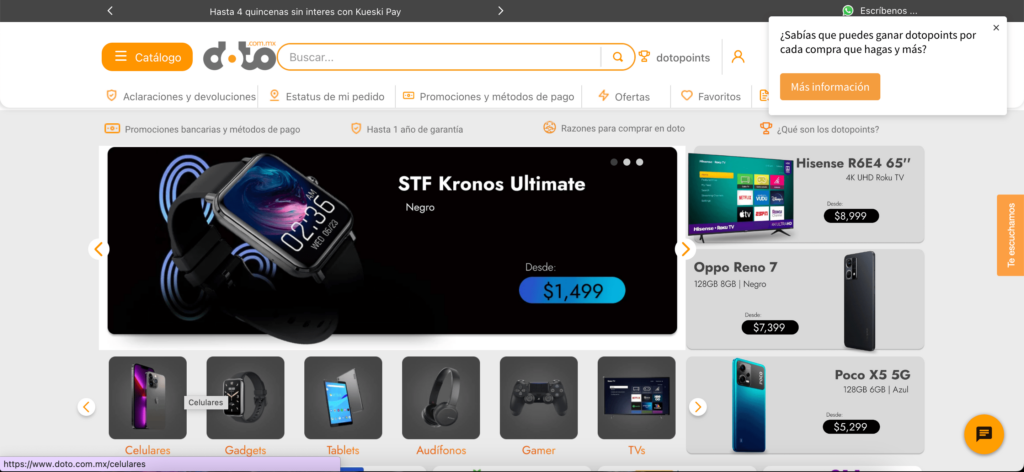 Hasta 4 quincenas sin interes con Kueski Pay
Escríbenos ...
¿Sabías que puedes ganar dotopoints por
cada compra que hagas y más?
Más información
Catálogo
doto
.com.mx
Buscar...
dotopoints
Aclaraciones y devoluciones
Estatus de mi pedido
Promociones y métodos de pago
Ofertas
Favoritos
Promociones bancarias y métodos de pago
Hasta 1 año de garantía
Razones para comprar en doto
¿Qué son los dotopoints?
STF Kronos Ultimate
Negro
Desde:
$1,499
02:36
WED 06/23
Hisense R6E4 65''
4K UHD Roku TV
Desde:
$8,999
Oppo Reno 7
128GB 8GB | Negro
Desde:
$7,399
Poco X5 5G
128GB 6GB | Azul
Desde:
$5,299
Te escuchamos
Celulares
Celulares
Gadgets
Tablets
Audífonos
Gamer
TVs
https://www.doto.com.mx/celulares